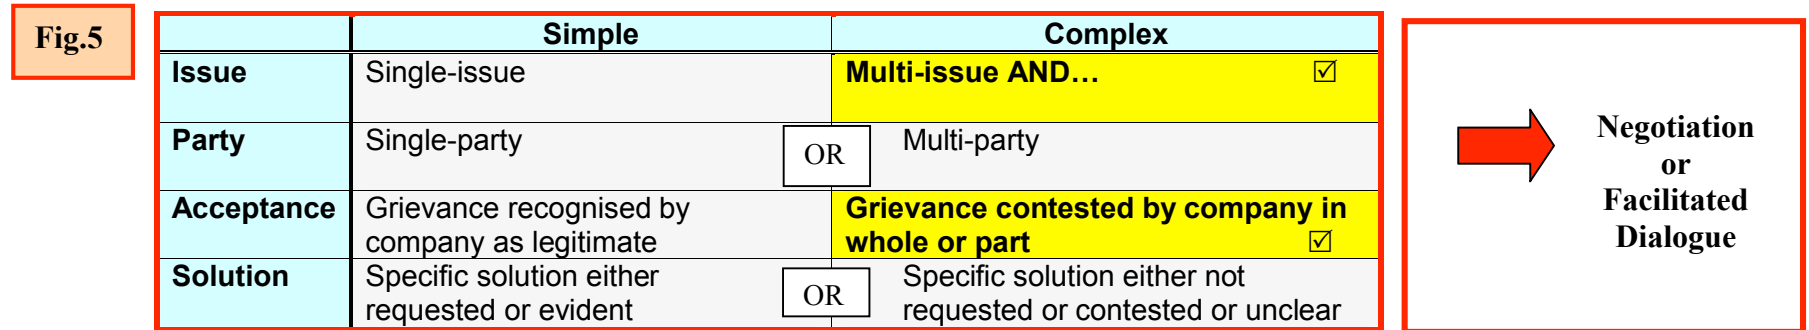 Fig.5
Simple Complex
Issue Single-issue Multi-issue AND… ☑
Party Single-party OR Multi-party
Acceptance Grievance recognised by Grievance contested by company in
company as legitimate whole or part ☑
Solution Specific solution either OR Specific solution either not
requested or evident requested or contested or unclear
Negotiation
or
Facilitated
Dialogue